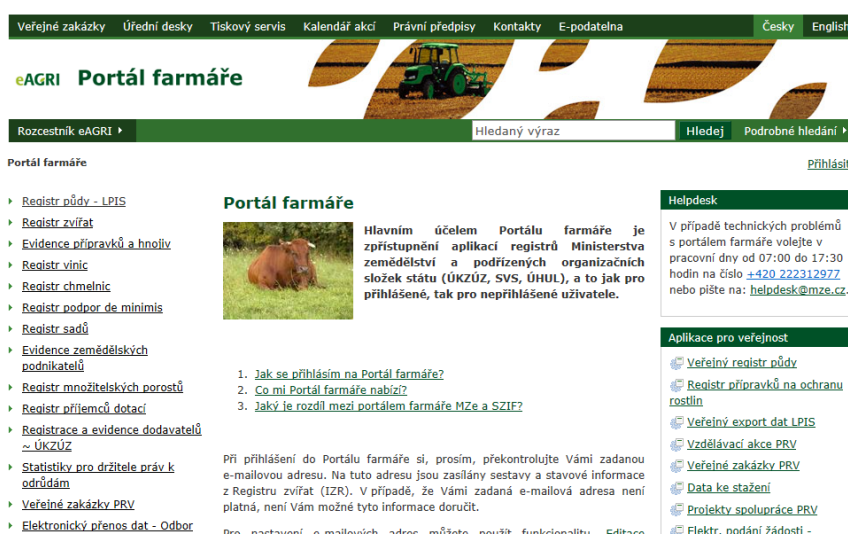 Veřejné zakázky Úřední desky Tiskový servis Kalendář akcí Právní předpisy Kontakty E-podatelna Česky English
eAGRI Portál farmáře
Rozcestník eAGRI Hledaný výraz Hledej Podrobné hledání
Portál farmáře
Přihlásit
Registr půdy - LPIS
Registr zvířat
Evidence přípravků a hnojiv
Registr vinic
Registr chmelnic
Registr podpor de minimis
Registr sadů
Evidence zemědělských
podnikatelů
Registr množitelských porostů
Registr příjemců dotací
Registrace a evidence dodavatelů
~ ÚKZÚZ
Statistiky pro držitele práv k
odrůdám
Veřejné zakázky PRV
Elektronický přenos dat - Odbor
Portál farmáře
Hlavním účelem Portálu farmáře je
zpřístupnění aplikací registrů Ministerstva
zemědělství a podřízených organizačních
složek státu (ÚKZÚZ, SVS, ÚHUL), a to jak pro
přihlášené, tak pro nepřihlášené uživatele.
1. Jak se přihlásím na Portál farmáře?
2. Co mi Portál farmáře nabízí?
3. Jaký je rozdíl mezi portálem farmáře MZe a SZIF?
Při přihlášení do Portálu farmáře si, prosím, překontrolujte Vámi zadanou
e-mailovou adresu. Na tuto adresu jsou zasílány sestavy a stavové informace
z Registru zvířat (IZR). V případě, že Vámi zadaná e-mailová adresa není
platná, není Vám možné tyto informace doručit.
Pro nastavení e-mailových adres můžete použít funkcionalitu Editace
Helpdesk
V případě technických problémů
s portálem farmáře volejte v
pracovní dny od 07:00 do 17:30
hodin na číslo +420 222312977
nebo pište na: helpdesk@mze.cz.
Aplikace pro veřejnost
Veřejný registr půdy
Registr přípravků na ochranu
rostlin
Veřejný export dat LPIS
Vzdělávací akce PRV
Veřejné zakázky PRV
Data ke stažení
Projekty spolupráce PRV
Elektr. podání žádosti -